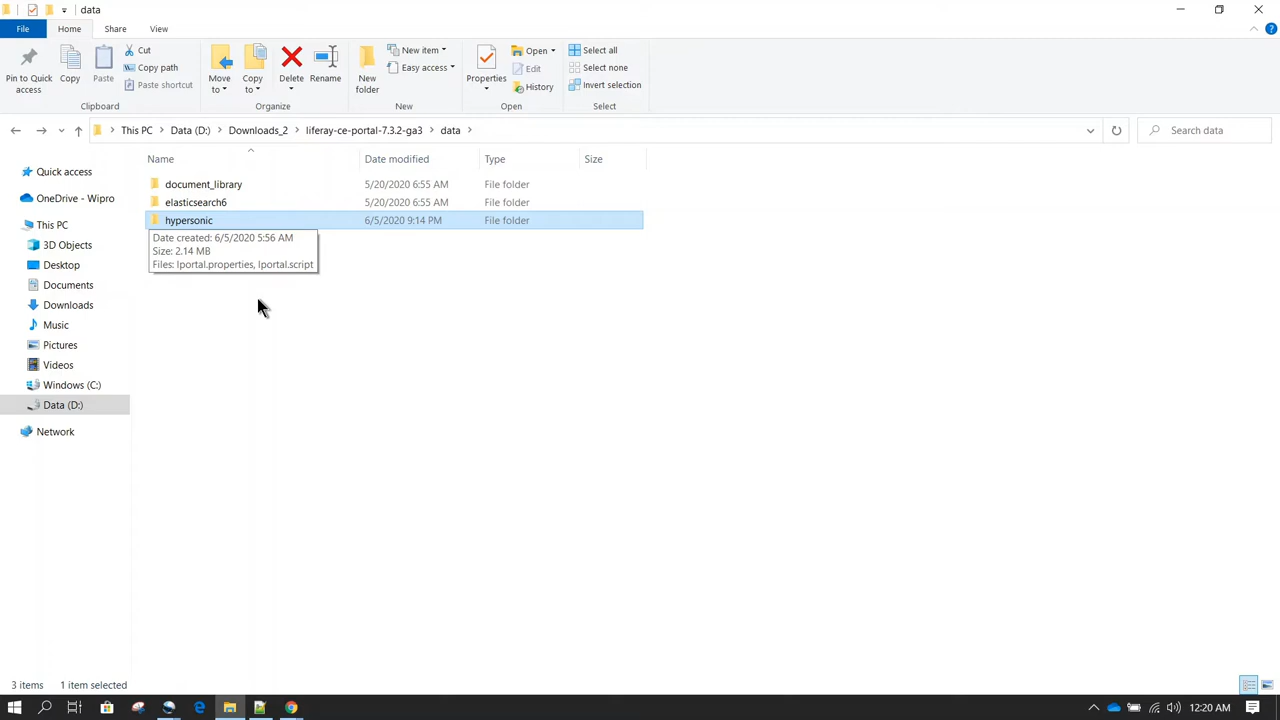 data
File
Home
Share
View
Pin to Quick access
Copy
Paste
Cut
Copy path
Paste shortcut
Clipboard
Move to
Copy to
Delete
Rename
Organize
New folder
New item
Easy access
New
Properties
Open
Edit
History
Open
Select all
Select none
Invert selection
Select
This PC
Data (D:)
Downloads_2
liferay-ce-portal-7.3.2-ga3
data
Search data
Name
Date modified
Type
Size
document_library 5/20/2020 6:55 AM File folder
elasticsearch6 5/20/2020 6:55 AM File folder
hypersonic 6/5/2020 9:14 PM File folder
Date created: 6/5/2020 5:56 AM
Size: 2.14 MB
Files: lportal.properties, lportal.script
Quick access
OneDrive - Wipro
This PC
3D Objects
Desktop
Documents
Downloads
Music
Pictures
Videos
Windows (C:)
Data (D:)
Network
3 items
1 item selected
12:20 AM